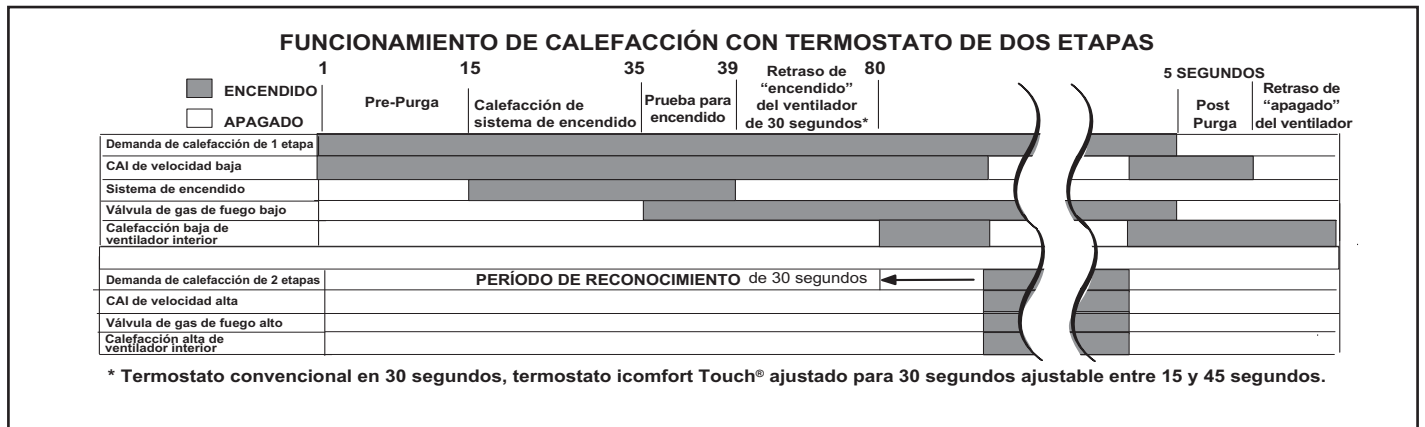 FUNCIONAMIENTO DE CALEFACCIÓN CON TERMOSTATO DE DOS ETAPAS
1 15 35 39 80 5 SEGUNDOS
ENCENDIDO
APAGADO
Pre-Purga
Calefacción de
sistema de encendido
Prueba para
encendido
Retraso de
“encendido”
del ventilador
de 30 segundos*
Post
Purga
Retraso de
“apagado”
del ventilador
Demanda de calefacción de 1 etapa
CAI de velocidad baja
Sistema de encendido
Válvula de gas de fuego bajo
Calefacción baja de
ventilador interior
Demanda de calefacción de 2 etapas
PERÍODO DE RECONOCIMIENTO de 30 segundos
CAI de velocidad alta
Válvula de gas de fuego alto
Calefacción alta de
ventilador interior
* Termostato convencional en 30 segundos, termostato icomfort Touch® ajustado para 30 segundos ajustable entre 15 y 45 segundos.